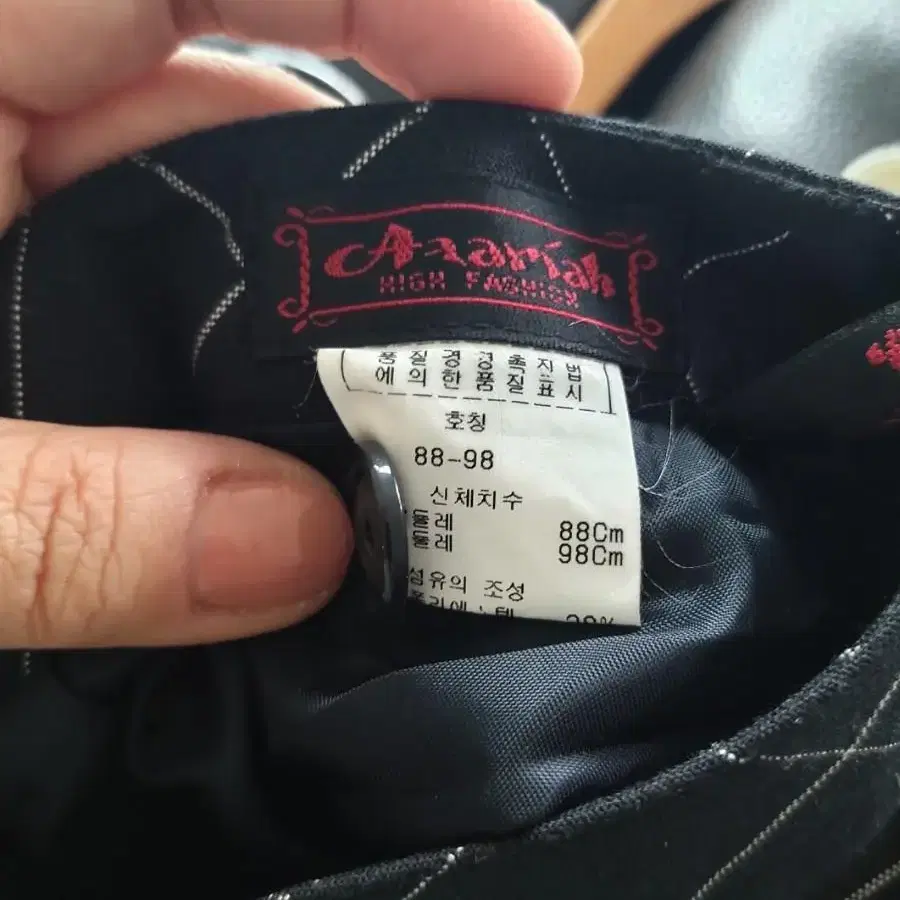 Azariah
HIGH FASHION
품질경영촉진법
에의한품질표시
호칭
88-98
신체치수
둘레 88Cm
둘레 98Cm
섬유의 조성